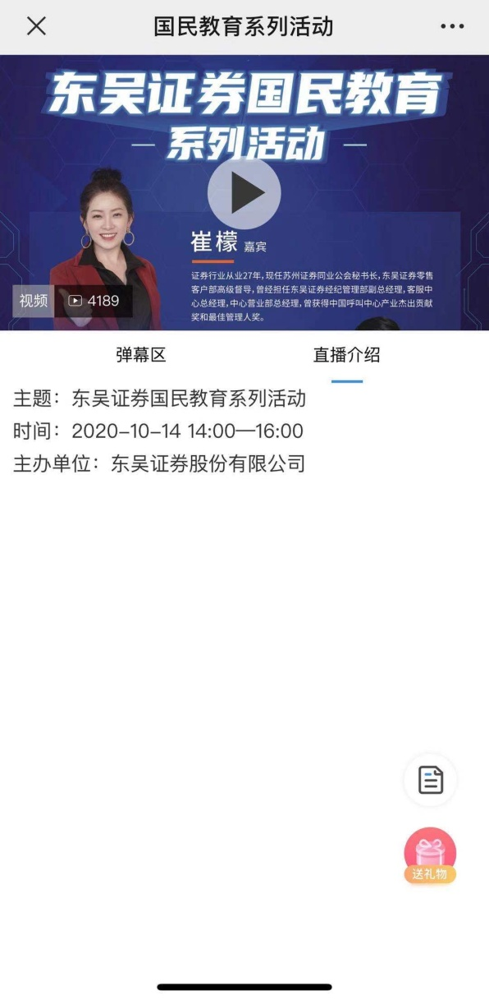 国民教育系列活动
东吴证券国民教育
系列活动
崔檬 嘉宾
证券行业从业27年,现任苏州证券同业公会秘书长,东吴证券零售
客户部高级督导,曾经担任东吴证券经纪管理部副总经理,客服中
心总经理,中心营业部总经理,曾获得中国呼叫中心产业杰出贡献
奖和最佳管理人奖。
视频 4189
弹幕区 直播介绍
主题：东吴证券国民教育系列活动
时间：2020-10-14 14:00—16:00
主办单位：东吴证券股份有限公司
送礼物